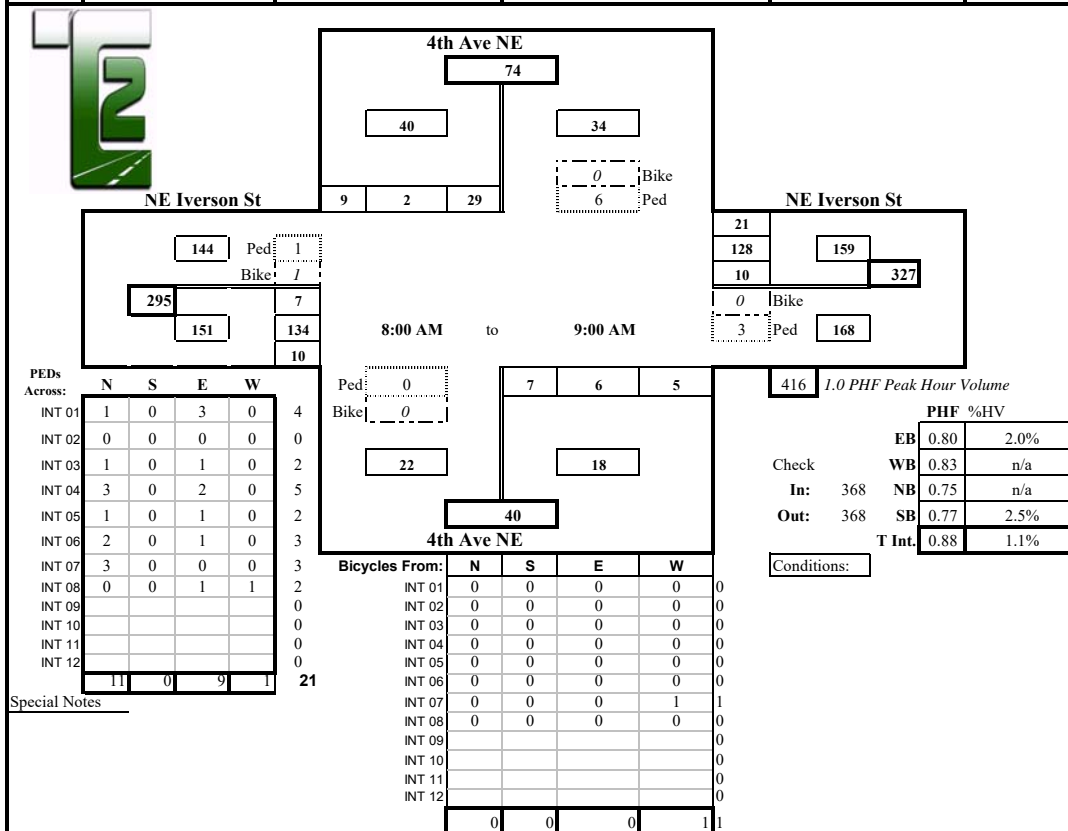 4th Ave NE
74
T2
40 34
0 Bike
6 Ped
NE Iverson St 9 2 29 NE Iverson St
21
144 Ped 1 128 159
Bike 1 10 327
295 7 0 Bike
151 134 8:00 AM to 9:00 AM 3 Ped 168
10
PEDs
Across: N S E W Ped 0 7 6 5 416 1.0 PHF Peak Hour Volume
INT 01 1 0 3 0 4 Bike 0 PHF %HV
INT 02 0 0 0 0 0 EB 0.80 2.0%
INT 03 1 0 1 0 2 22 18 Check WB 0.83 n/a
INT 04 3 0 2 0 5 In: 368 NB 0.75 n/a
INT 05 1 0 1 0 2 40 Out: 368 SB 0.77 2.5%
INT 06 2 0 1 0 3 4th Ave NE T Int. 0.88 1.1%
INT 07 3 0 0 0 3 Bicycles From: N S E W Conditions:
INT 08 0 0 1 1 2 INT 01 0 0 0 0 0
INT 09 0 INT 02 0 0 0 0 0
INT 10 0 INT 03 0 0 0 0 0
INT 11 0 INT 04 0 0 0 0 0
INT 12 0 INT 05 0 0 0 0 0
11 0 9 1 21 INT 06 0 0 0 0 0
Special Notes INT 07 0 0 0 1 1
INT 08 0 0 0 0 0
INT 09 0
INT 10 0
INT 11 0
INT 12 0
0 0 0 1 1